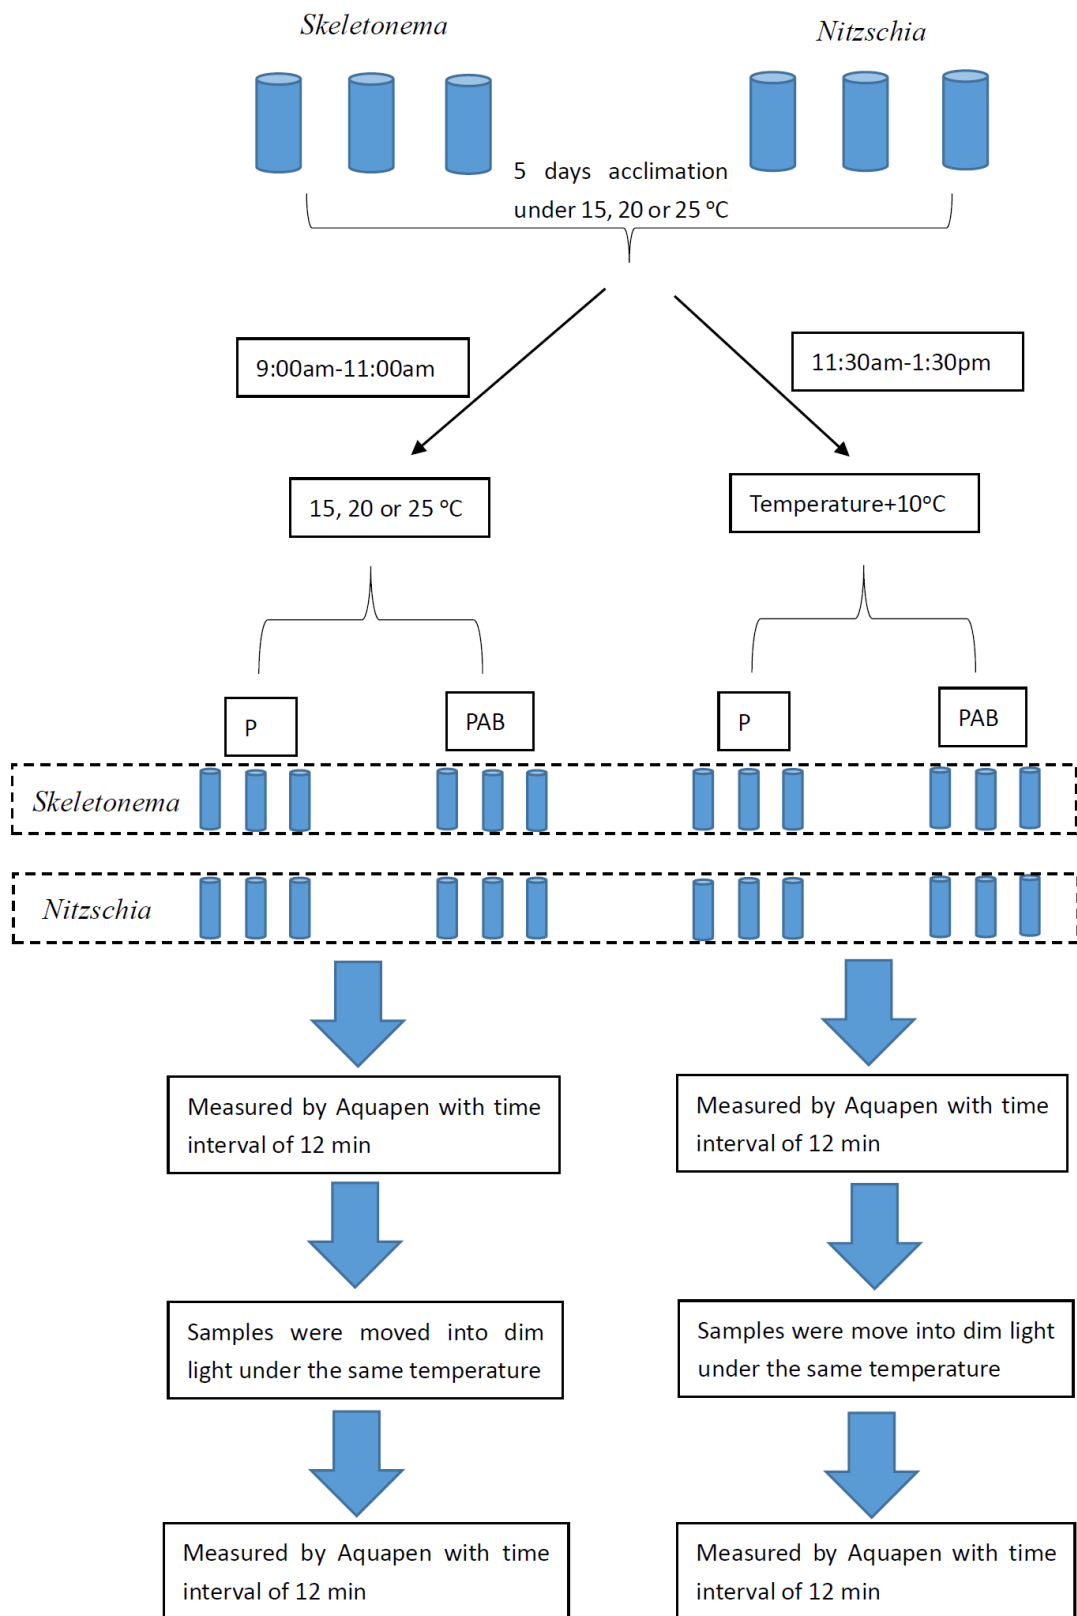 Skeletonema
Nitzschia
5 days acclimation
under 15, 20 or 25 ºC
9:00am-11:00am
11:30am-1:30pm
15, 20 or 25 ºC
Temperature+10ºC
P
PAB
P
PAB
Skeletonema
Nitzschia
Measured by Aquapen with time
interval of 12 min
Measured by Aquapen with time
interval of 12 min
Samples were moved into dim
light under the same temperature
Samples were move into dim light
under the same temperature
Measured by Aquapen with time
interval of 12 min
Measured by Aquapen with time
interval of 12 min